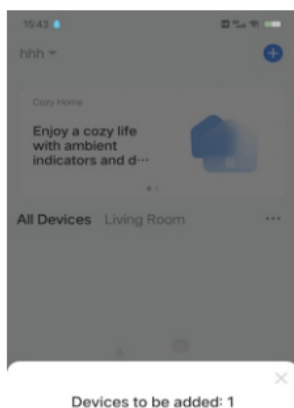 15:43
hhh
Cozy Home
Enjoy a cozy life
with ambient
indicators and d···
All Devices Living Room
Devices to be added: 1